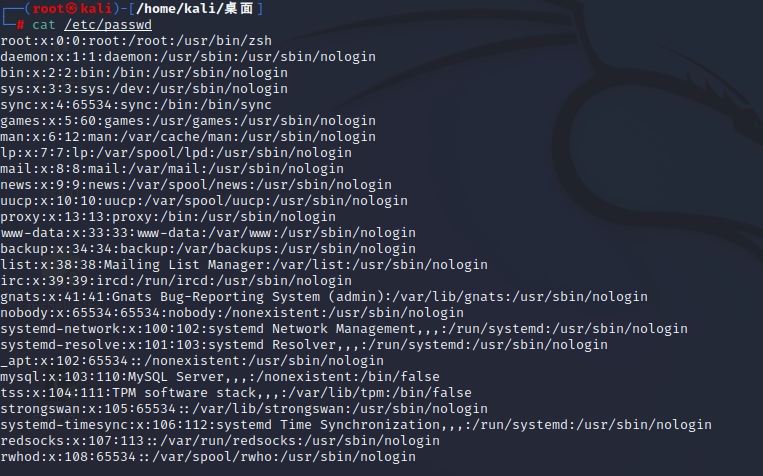 ┌──(root㉿kali)-[/home/kali/桌面]
└─# cat /etc/passwd
root:x:0:0:root:/root:/usr/bin/zsh
daemon:x:1:1:daemon:/usr/sbin:/usr/sbin/nologin
bin:x:2:2:bin:/bin:/usr/sbin/nologin
sys:x:3:3:sys:/dev:/usr/sbin/nologin
sync:x:4:65534:sync:/bin:/bin/sync
games:x:5:60:games:/usr/games:/usr/sbin/nologin
man:x:6:12:man:/var/cache/man:/usr/sbin/nologin
lp:x:7:7:lp:/var/spool/lpd:/usr/sbin/nologin
mail:x:8:8:mail:/var/mail:/usr/sbin/nologin
news:x:9:9:news:/var/spool/news:/usr/sbin/nologin
uucp:x:10:10:uucp:/var/spool/uucp:/usr/sbin/nologin
proxy:x:13:13:proxy:/bin:/usr/sbin/nologin
www-data:x:33:33:www-data:/var/www:/usr/sbin/nologin
backup:x:34:34:backup:/var/backups:/usr/sbin/nologin
list:x:38:38:Mailing List Manager:/var/list:/usr/sbin/nologin
irc:x:39:39:ircd:/run/ircd:/usr/sbin/nologin
gnats:x:41:41:Gnats Bug-Reporting System (admin):/var/lib/gnats:/usr/sbin/nologin
nobody:x:65534:65534:nobody:/nonexistent:/usr/sbin/nologin
systemd-network:x:100:102:systemd Network Management,,,:/run/systemd:/usr/sbin/nologin
systemd-resolve:x:101:103:systemd Resolver,,,:/run/systemd:/usr/sbin/nologin
_apt:x:102:65534::/nonexistent:/usr/sbin/nologin
mysql:x:103:110:MySQL Server,,,:/nonexistent:/bin/false
tss:x:104:111:TPM software stack,,,:/var/lib/tpm:/bin/false
strongswan:x:105:65534::/var/lib/strongswan:/usr/sbin/nologin
systemd-timesync:x:106:112:systemd Time Synchronization,,,:/run/systemd:/usr/sbin/nologin
redsocks:x:107:113::/var/run/redsocks:/usr/sbin/nologin
rwhod:x:108:65534::/var/spool/rwho:/usr/sbin/nologin